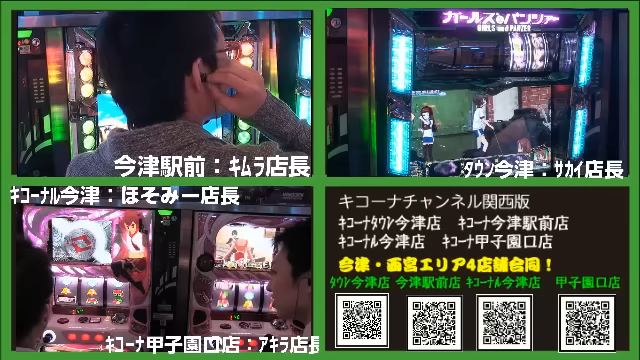 ガールズ&パンツァー
GIRLS und PANZER
今津駅前：ｷﾑﾗ店長
ﾀｳﾝ今津：ｻｶｲ店長
ｷｺｰﾅﾙ今津：ほそみー店長
ｷｺｰﾅ甲子園口店：ｱｷﾗ店長
キコーナチャンネル関西版
ｷｺｰﾅﾀｳﾝ今津店　ｷｺｰﾅ今津駅前店
ｷｺｰﾅﾙ今津店　ｷｺｰﾅ甲子園口店
今津・西宮エリア4店舗合同！
ﾀｳﾝ今津店 今津駅前店 ｷｺｰﾅﾙ今津店 甲子園口店